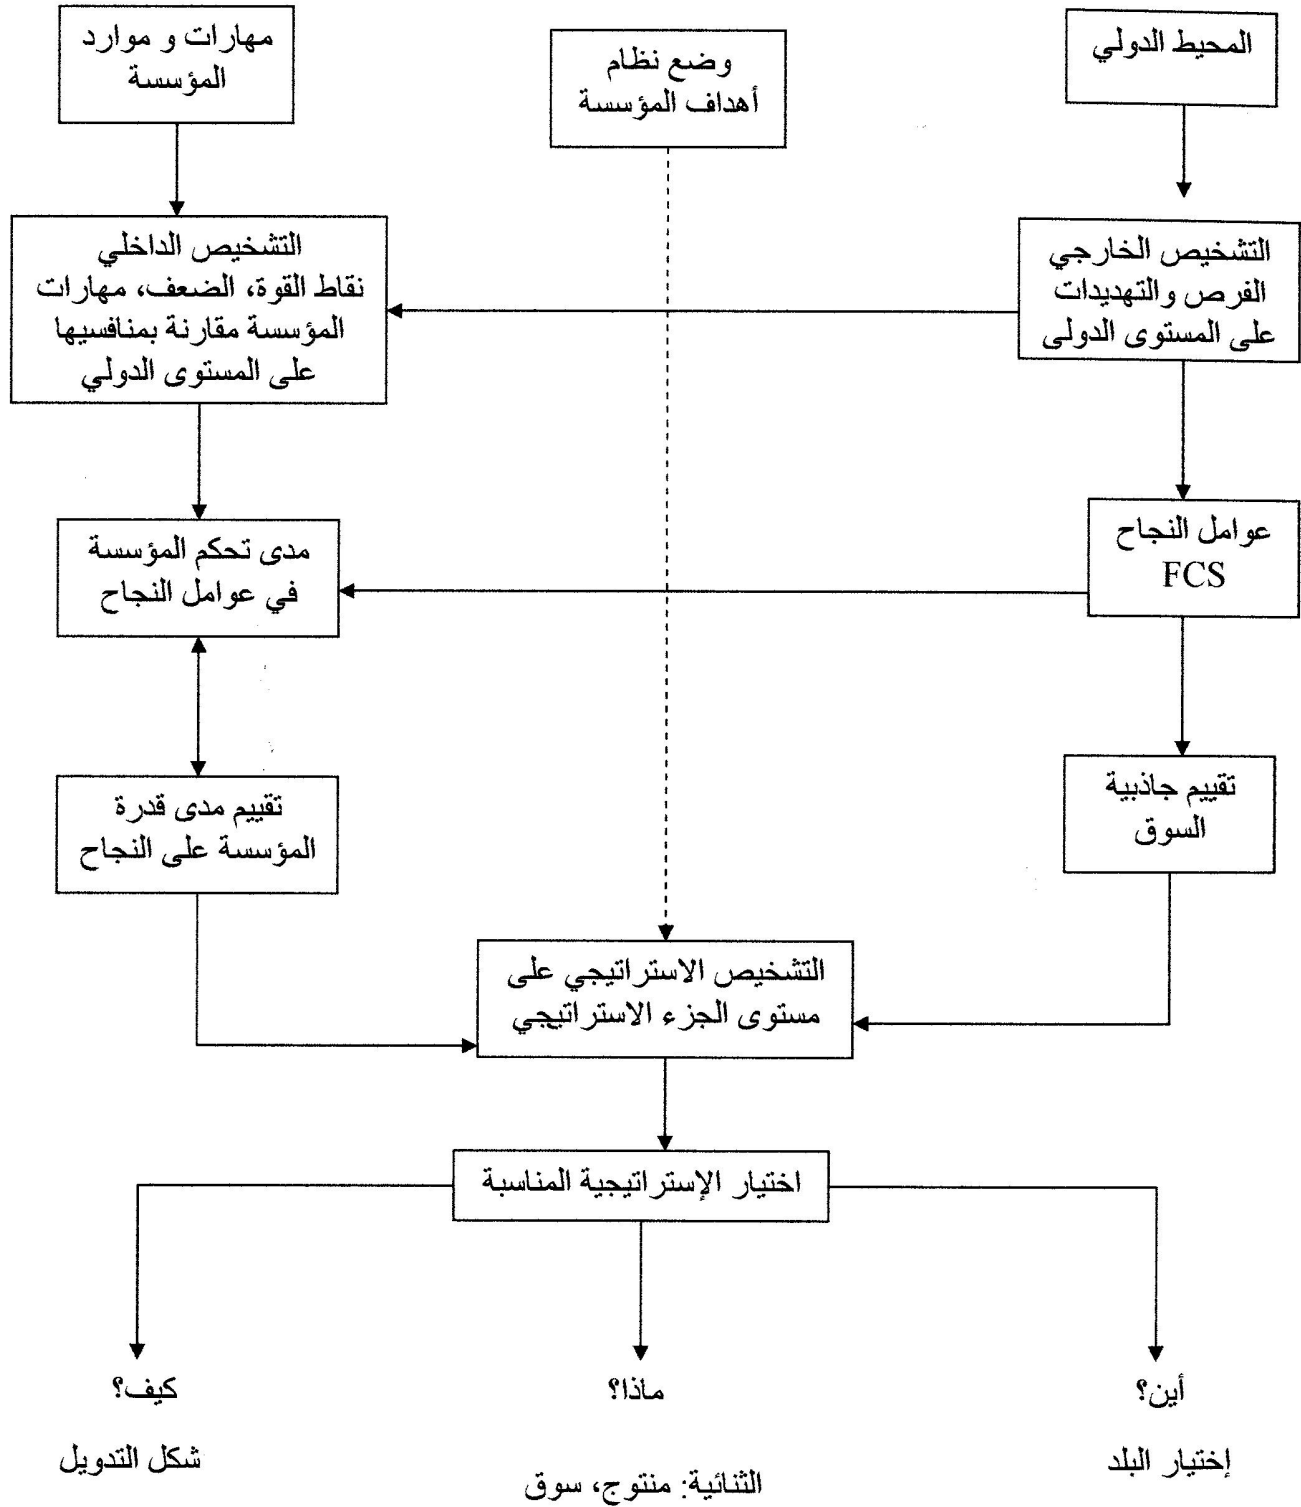 المحيط الدولي
وضع نظام
أهداف المؤسسة
مهارات و موارد
المؤسسة
التشخيص الخارجي
الفرص والتهديدات
على المستوى الدولى
التشخيص الداخلي
نقاط القوة، الضعف، مهارات
المؤسسة مقارنة بمنافسيها
على المستوى الدولي
عوامل النجاح
FCS
مدى تحكم المؤسسة
في عوامل النجاح
تقييم جاذبية
السوق
تقييم مدى قدرة
المؤسسة على النجاح
التشخيص الاستراتيجي على
مستوى الجزء الاستراتيجي
اختيار الإستراتيجية المناسبة
أين؟
إختيار البلد
ماذا؟
الثنائية: منتوج، سوق
كيف؟
شكل التدويل